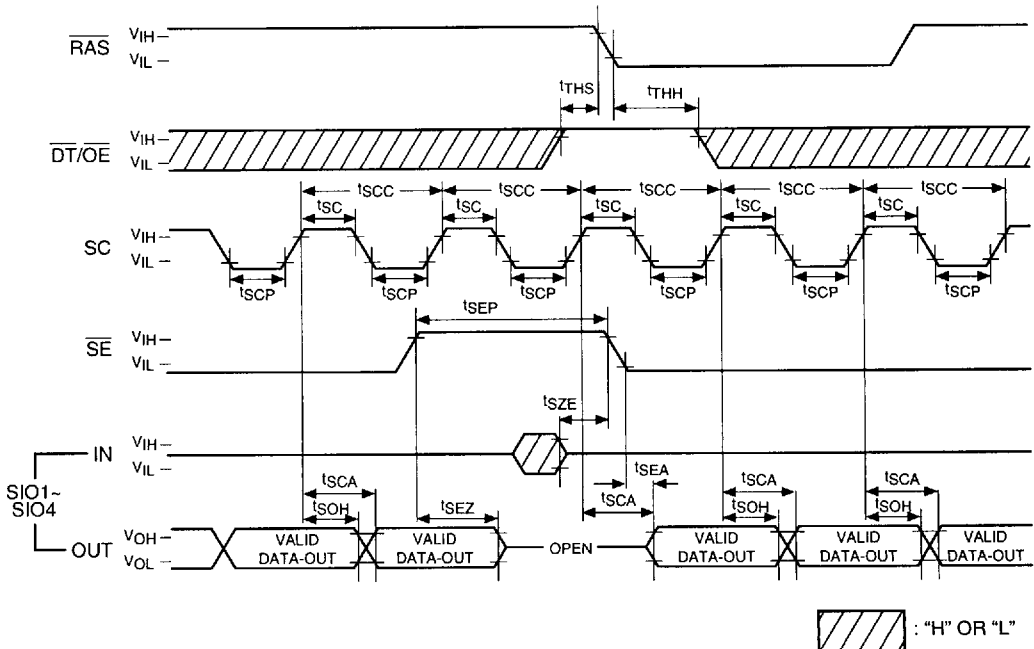 RAS VIH
VIL
tTHS tTHH
DT/OE VIH
VIL
tSCC tSCC tSCC tSCC tSCC
tSC tSC tSC tSC tSC
SC VIH
VIL
tSCP tSCP tSCP tSCP tSCP tSCP
tSEP
SE VIH
VIL
tSZE
IN VIH
VIL
SIO1~
SIO4
tSEA
tSCA tSCA tSCA tSCA
tSOH tSEZ tSOH tSOH
OUT VOH
VOL
VALID
DATA-OUT
VALID
DATA-OUT
OPEN
VALID
DATA-OUT
VALID
DATA-OUT
VALID
DATA-OUT
: "H" OR "L"